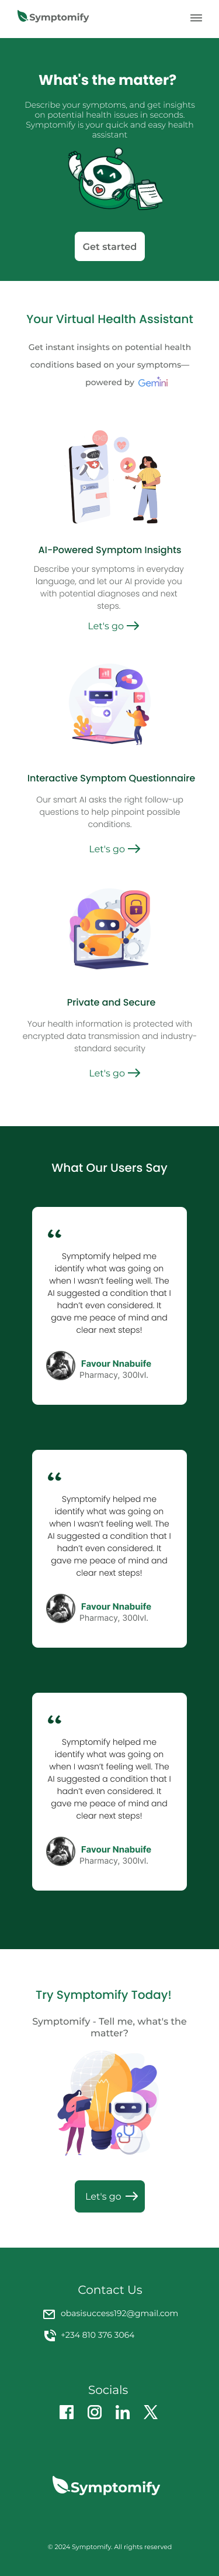 Symptomify
What's the matter?
Describe your symptoms, and get insights
on potential health issues in seconds.
Symptomify is your quick and easy health
assistant
Get started
Your Virtual Health Assistant
Get instant insights on potential health
conditions based on your symptoms—
powered by Gemini
AI-Powered Symptom Insights
Describe your symptoms in everyday
language, and let our AI provide you
with potential diagnoses and next
steps.
Let's go
Interactive Symptom Questionnaire
Our smart AI asks the right follow-up
questions to help pinpoint possible
conditions.
Let's go
Private and Secure
Your health information is protected with
encrypted data transmission and industry-
standard security
Let's go
What Our Users Say
“
Symptomify helped me
identify what was going on
when I wasn’t feeling well. The
AI suggested a condition that I
hadn’t even considered. It
gave me peace of mind and
clear next steps!
Favour Nnabuife
Pharmacy, 300lvl.
“
Symptomify helped me
identify what was going on
when I wasn’t feeling well. The
AI suggested a condition that I
hadn’t even considered. It
gave me peace of mind and
clear next steps!
Favour Nnabuife
Pharmacy, 300lvl.
“
Symptomify helped me
identify what was going on
when I wasn’t feeling well. The
AI suggested a condition that I
hadn’t even considered. It
gave me peace of mind and
clear next steps!
Favour Nnabuife
Pharmacy, 300lvl.
Try Symptomify Today!
Symptomify - Tell me, what's the
matter?
Let's go
Contact Us
obasisuccess192@gmail.com
+234 810 376 3064
Socials
Symptomify
© 2024 Symptomify. All rights reserved